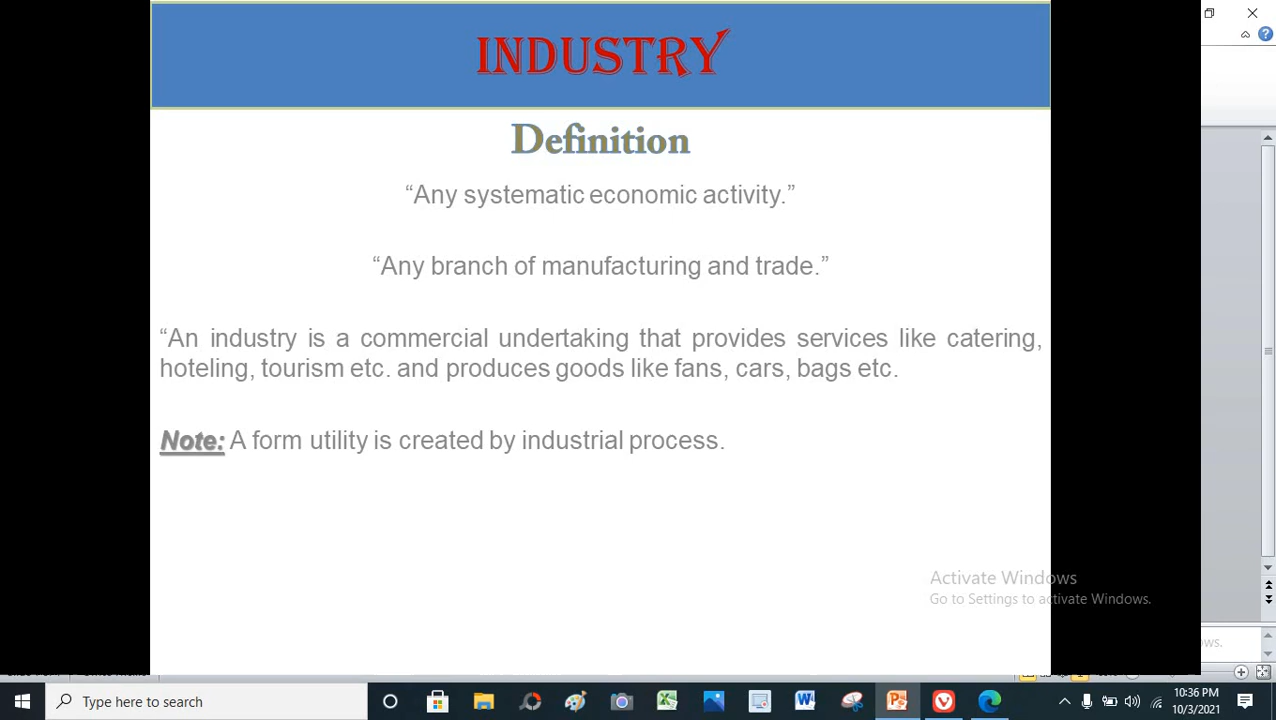 INDUSTRY
Definition
“Any systematic economic activity.”
“Any branch of manufacturing and trade.”
“An industry is a commercial undertaking that provides services like catering,
hoteling, tourism etc. and produces goods like fans, cars, bags etc.
Note: A form utility is created by industrial process.
Activate Windows
Go to Settings to activate Windows.
ws.
Type here to search
10:36 PM
10/3/2021